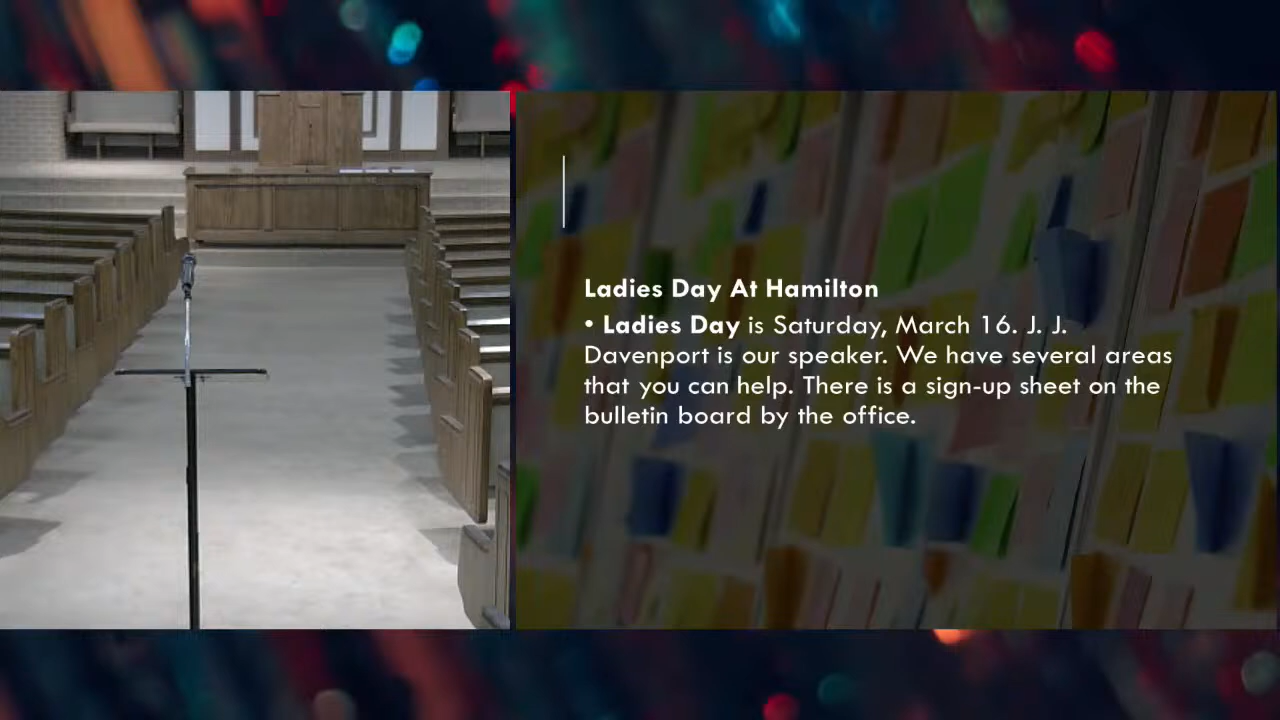 Ladies Day At Hamilton
• Ladies Day is Saturday, March 16. J. J.
Davenport is our speaker. We have several areas
that you can help. There is a sign-up sheet on the
bulletin board by the office.